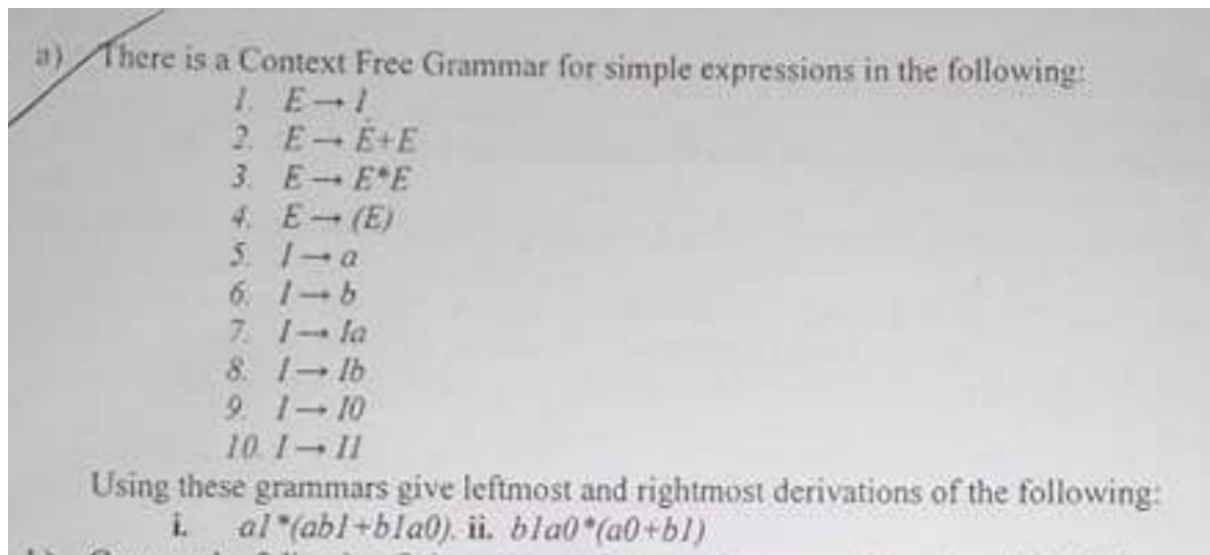 a) There is a Context Free Grammar for simple expressions in the following:
1. E → I
2. E → E+E
3. E → E*E
4. E → (E)
5. I → a
6. I → b
7. I → Ia
8. I → Ib
9. I → I0
10. I → I1
Using these grammars give leftmost and rightmost derivations of the following:
i. a1*(ab1+b1a0). ii. b1a0*(a0+b1)